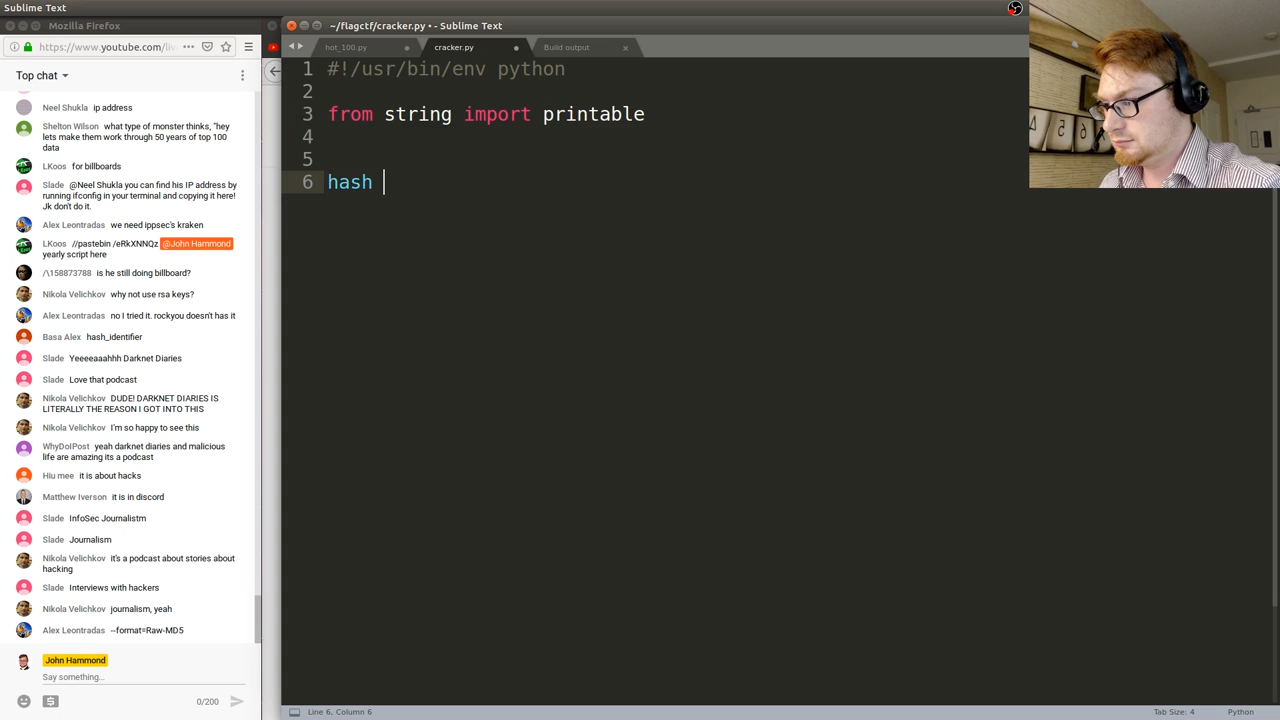 Sublime Text
Mozilla Firefox
https://www.youtube.com/liv
Top chat
Neel Shukla ip address
Shelton Wilson what type of monster thinks, "hey
lets make them work through 50 years of top 100
data
LKoos for billboards
Slade @Neel Shukla you can find his IP address by
running ifconfig in your terminal and copying it here!
Jk don't do it.
Alex Leontradas we need ippsec's kraken
LKoos //pastebin /eRkXNNQz @John Hammond
yearly script here
/\158873788 is he still doing billboard?
Nikola Velichkov why not use rsa keys?
Alex Leontradas no I tried it. rockyou doesn't has it
Basa Alex hash_identifier
Slade Yeeeeaaahhh Darknet Diaries
Slade Love that podcast
Nikola Velichkov DUDE! DARKNET DIARIES IS
LITERALLY THE REASON I GOT INTO THIS
Nikola Velichkov I'm so happy to see this
WhyDoIPost yeah darknet diaries and malicious
life are amazing its a podcast
Hiu mee it is about hacks
Matthew Iverson it is in discord
Slade InfoSec Journalistm
Slade Journalism
Nikola Velichkov it's a podcast about stories about
hacking
Slade Interviews with hackers
Nikola Velichkov journalism, yeah
Alex Leontradas --format=Raw-MD5
John Hammond
Say something...
0/200
~/flagctf/cracker.py • - Sublime Text
hot_100.py
cracker.py
Build output
1 #!/usr/bin/env python
2
3 from string import printable
4
5
6 hash
Line 6, Column 6
Tab Size: 4
Python